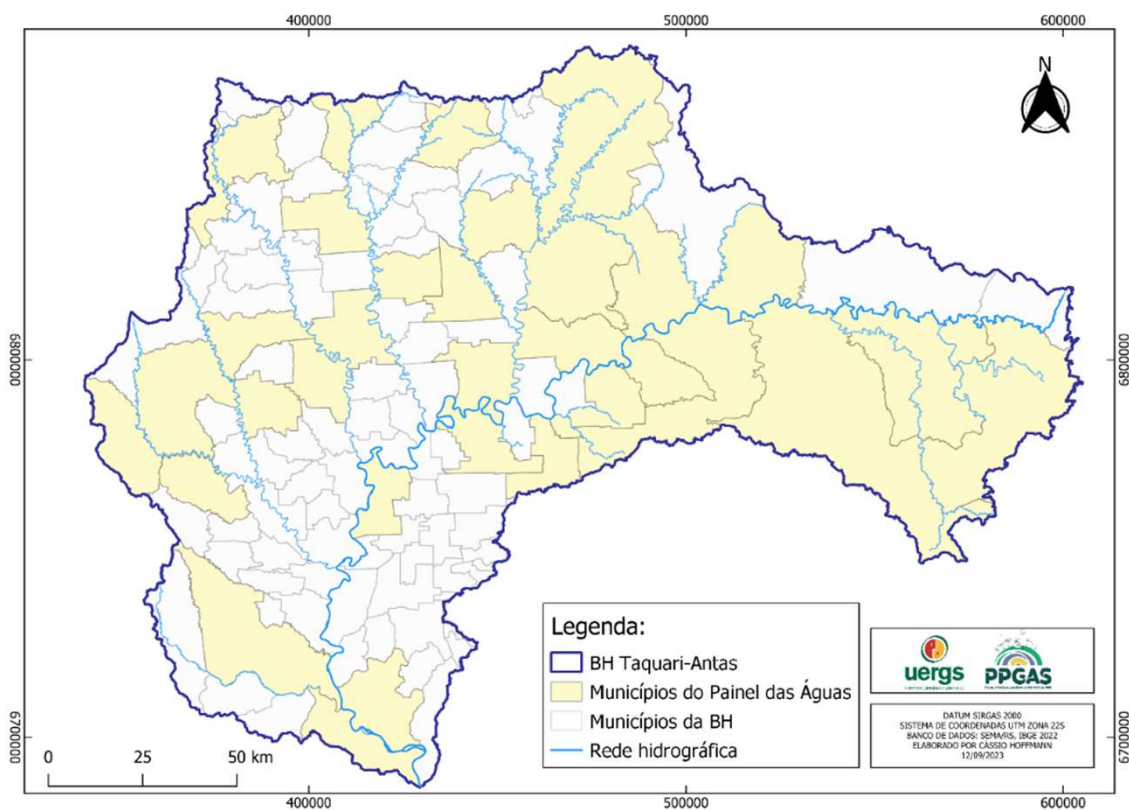 400000 500000 600000
N
6800000 6800000
6700000 6700000
Legenda:
BH Taquari-Antas
Municípios do Painel das Águas
Municípios da BH
Rede hidrográfica
0 25 50 km
uergs
PPGAS
DATUM SIRGAS 2000
SISTEMA DE COORDENADAS UTM ZONA 22S
BANCO DE DADOS: SEMA/RS, IBGE 2022
ELABORADO POR CÁSSIO HOFFMANN
12/09/2023
400000 500000 600000